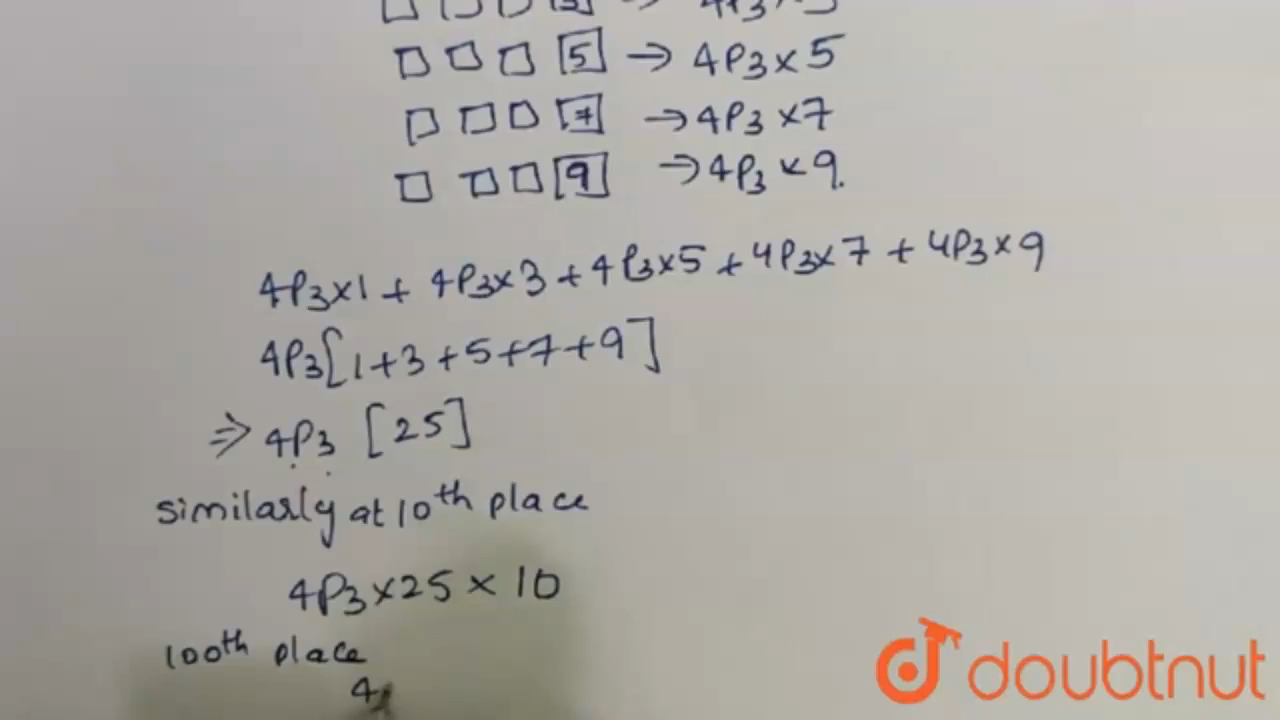 □ □ □ 5 → 4P3×5
□ □ □ 7 → 4P3×7
□ □ □ 9 → 4P3×9.
4P3×1 + 4P3×3 + 4P3×5 + 4P3×7 + 4P3×9
4P3[1+3+5+7+9]
⇒ 4P3 [25]
similarly at 10th place
4P3×25×10
100th place
4
doubtnut